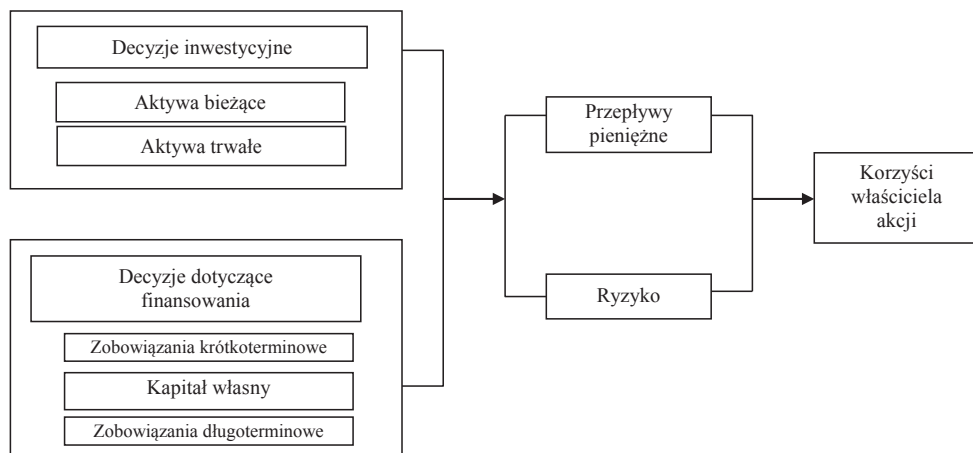 Decyzje inwestycyjne
Aktywa bieżące
Aktywa trwałe
Decyzje dotyczące
finansowania
Zobowiązania krótkoterminowe
Kapitał własny
Zobowiązania długoterminowe
Przepływy
pieniężne
Ryzyko
Korzyści
właściciela
akcji